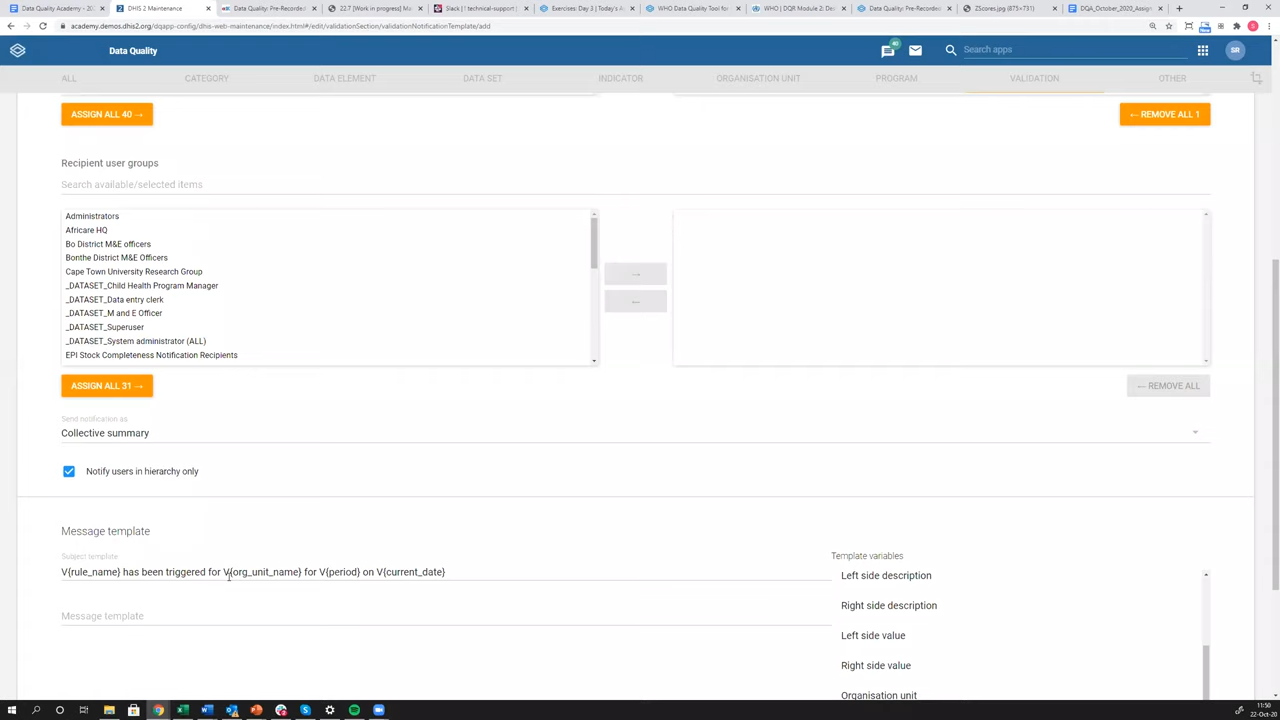 Data Quality Academy -
DHIS 2 Maintenance
Data Quality: Pre-Recorded
22.7 [Work in progress] Ma
Slack | ! technical-support |
Exercises: Day 3 | Today's A
WHO Data Quality Tool for
WHO | DQR Module 2: De
Data Quality: Pre-Recorded
ZScores.jpg (875×731)
DQA_October_2020_Assign
academy.demos.dhis2.org/dqapp-config/dhis-web-maintenance/index.html#/edit/validationSection/validationNotificationTemplate/add
Data Quality
40
Search apps
SR
ALL
CATEGORY
DATA ELEMENT
DATA SET
INDICATOR
ORGANISATION UNIT
PROGRAM
VALIDATION
OTHER
ASSIGN ALL 40 →
← REMOVE ALL 1
Recipient user groups
Search available/selected items
Administrators
Africare HQ
Bo District M&E officers
Bonthe District M&E Officers
Cape Town University Research Group
_DATASET_Child Health Program Manager
_DATASET_Data entry clerk
_DATASET_M and E Officer
_DATASET_Superuser
_DATASET_System administrator (ALL)
EPI Stock Completeness Notification Recipients
→
←
ASSIGN ALL 31 →
← REMOVE ALL
Send notification as
Collective summary
Notify users in hierarchy only
Message template
Subject template
V{rule_name} has been triggered for V{org_unit_name} for V{period} on V{current_date}
Message template
Template variables
Left side description
Right side description
Left side value
Right side value
Organisation unit
11:50
22-Oct-20